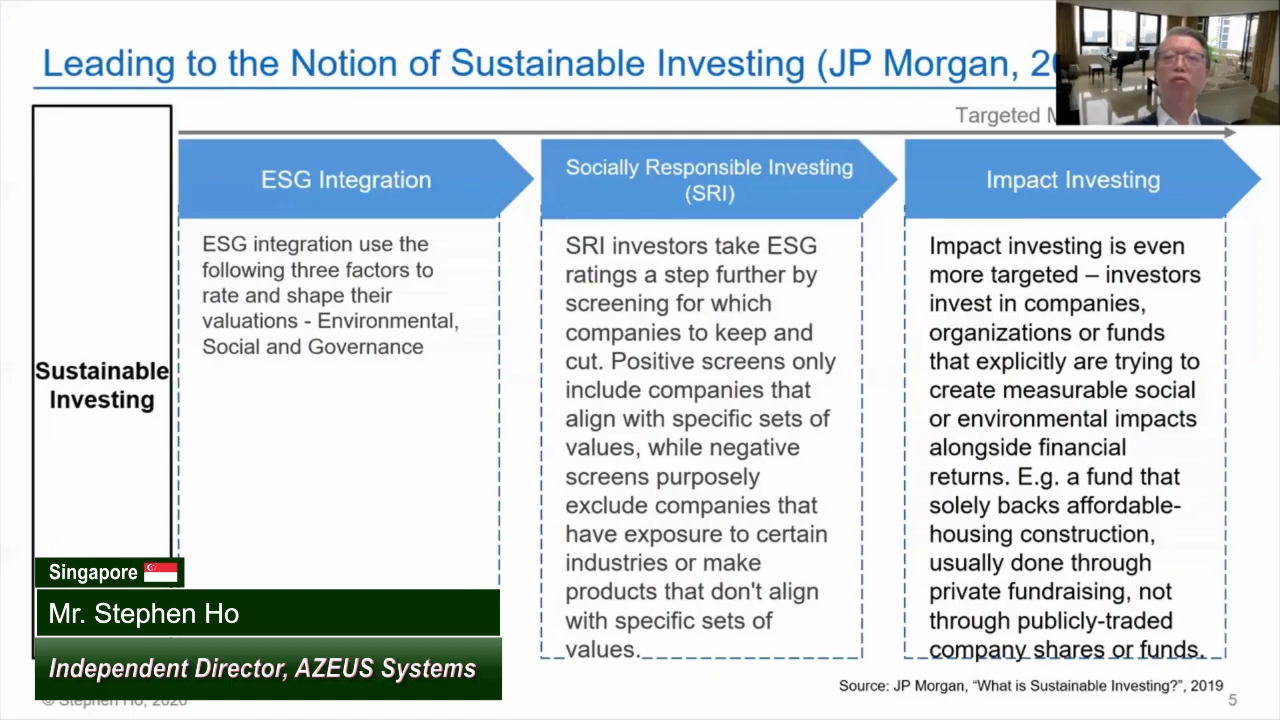 Leading to the Notion of Sustainable Investing (JP Morgan, 20
Targeted
Sustainable
Investing
ESG Integration
ESG integration use the
following three factors to
rate and shape their
valuations - Environmental,
Social and Governance
Socially Responsible Investing
(SRI)
SRI investors take ESG
ratings a step further by
screening for which
companies to keep and
cut. Positive screens only
include companies that
align with specific sets of
values, while negative
screens purposely
exclude companies that
have exposure to certain
industries or make
products that don't align
with specific sets of
values.
Impact Investing
Impact investing is even
more targeted – investors
invest in companies,
organizations or funds
that explicitly are trying to
create measurable social
or environmental impacts
alongside financial
returns. E.g. a fund that
solely backs affordable-
housing construction,
usually done through
private fundraising, not
through publicly-traded
company shares or funds.
Singapore
Mr. Stephen Ho
Independent Director, AZEUS Systems
Source: JP Morgan, “What is Sustainable Investing?”, 2019
© Stephen Ho, 2020
5